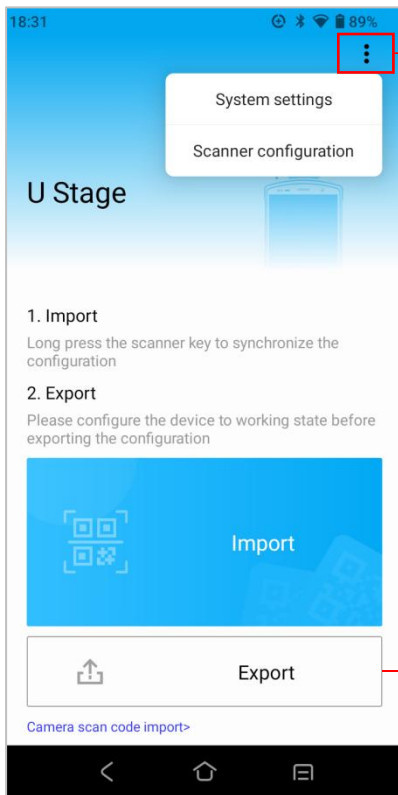 18:31
89%
System settings
Scanner configuration
U Stage
1. Import
Long press the scanner key to synchronize the
configuration
2. Export
Please configure the device to working state before
exporting the configuration
Import
Export
Camera scan code import>